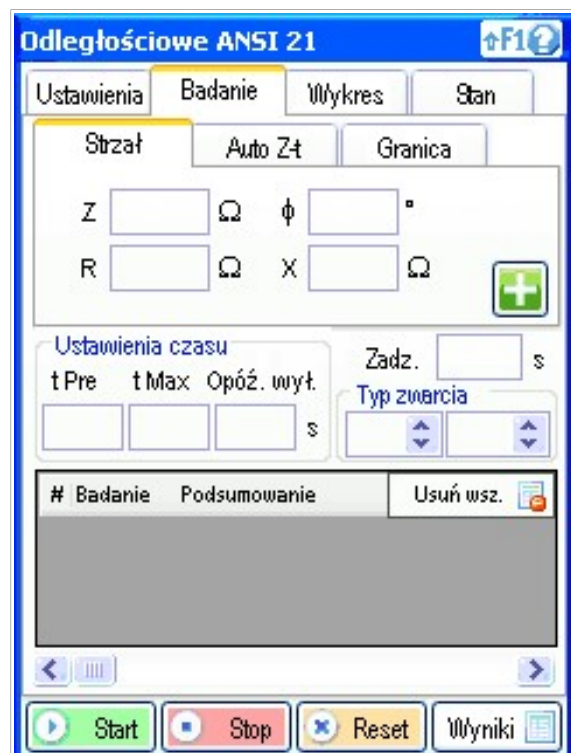 Odległościowe ANSI 21 F1?
Ustawienia Badanie Wykres Stan
Strzał Auto Z-t Granica
Z Ω ϕ °
R Ω X Ω
Ustawienia czasu
Zadz. s
t Pre t Max Opóź. wył.
Typ zwarcia
s
# Badanie Podsumowanie Usuń wsz.
Start Stop Reset Wyniki